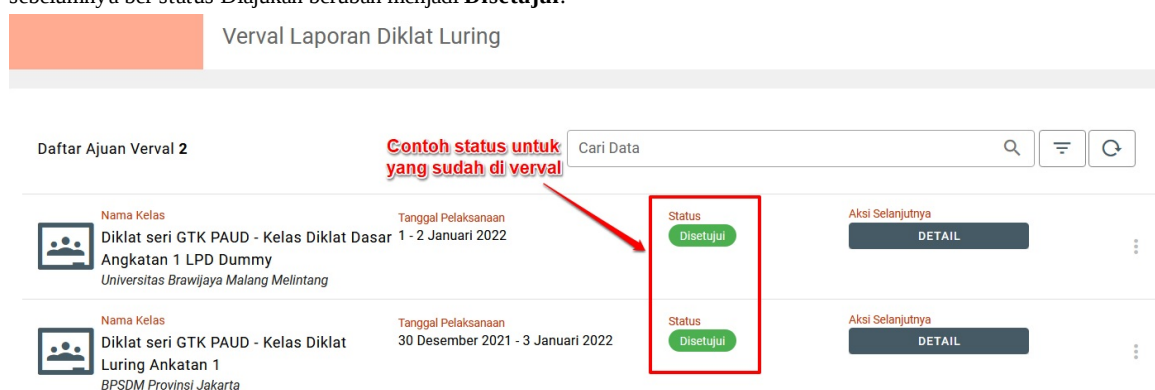 sebelumnya ber-status Diajukan berubah menjadi Disetujui.
Verval Laporan Diklat Luring
Daftar Ajuan Verval 2
Contoh status untuk
yang sudah di verval
Cari Data
Nama Kelas
Diklat seri GTK PAUD - Kelas Diklat Dasar
Angkatan 1 LPD Dummy
Universitas Brawijaya Malang Melintang
Tanggal Pelaksanaan
1 - 2 Januari 2022
Status
Disetujui
Aksi Selanjutnya
DETAIL
Nama Kelas
Diklat seri GTK PAUD - Kelas Diklat
Luring Ankatan 1
BPSDM Provinsi Jakarta
Tanggal Pelaksanaan
30 Desember 2021 - 3 Januari 2022
Status
Disetujui
Aksi Selanjutnya
DETAIL